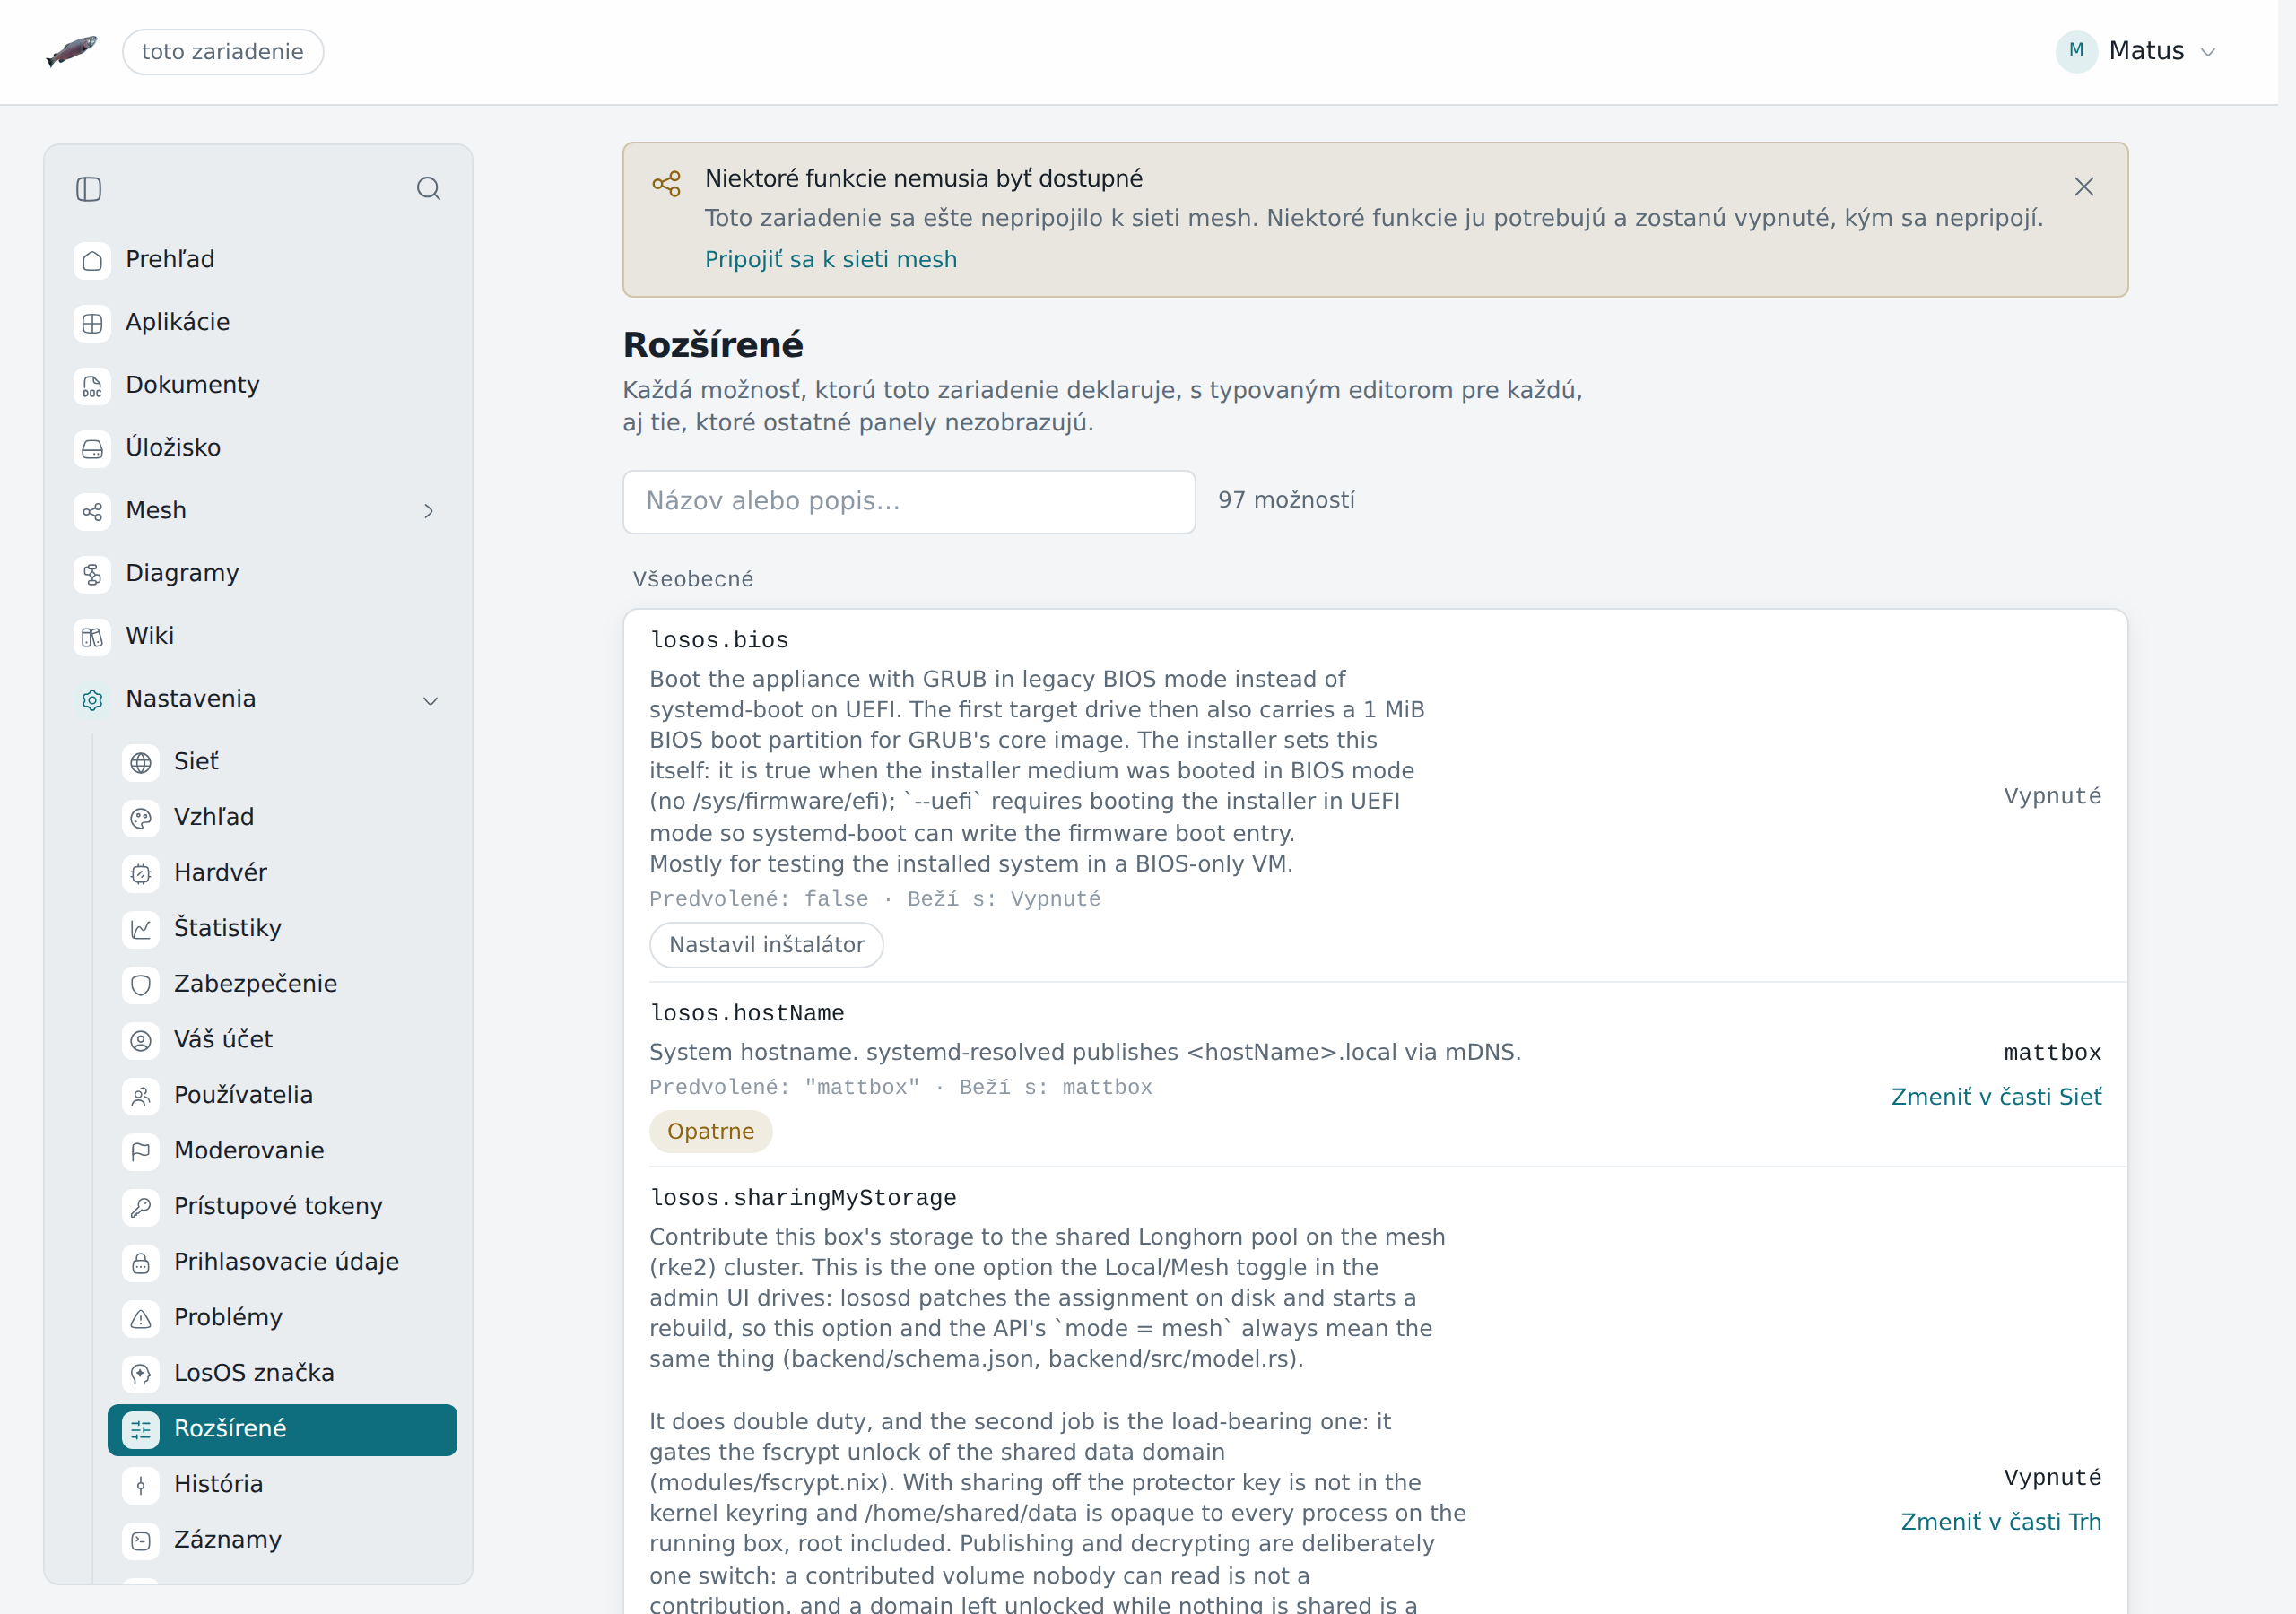 toto zariadenie
M Matus
Prehľad
Aplikácie
Dokumenty
Úložisko
Mesh
Diagramy
Wiki
Nastavenia
Sieť
Vzhľad
Hardvér
Štatistiky
Zabezpečenie
Váš účet
Používatelia
Moderovanie
Prístupové tokeny
Prihlasovacie údaje
Problémy
LosOS značka
Rozšírené
História
Záznamy
Niektoré funkcie nemusia byť dostupné
Toto zariadenie sa ešte nepripojilo k sieti mesh. Niektoré funkcie ju potrebujú a zostanú vypnuté, kým sa nepripojí.
Pripojiť sa k sieti mesh
Rozšírené
Každá možnosť, ktorú toto zariadenie deklaruje, s typovaným editorom pre každú,
aj tie, ktoré ostatné panely nezobrazujú.
Názov alebo popis…
97 možností
Všeobecné
losos.bios
Boot the appliance with GRUB in legacy BIOS mode instead of
systemd-boot on UEFI. The first target drive then also carries a 1 MiB
BIOS boot partition for GRUB's core image. The installer sets this
itself: it is true when the installer medium was booted in BIOS mode
(no /sys/firmware/efi); `--uefi` requires booting the installer in UEFI
mode so systemd-boot can write the firmware boot entry.
Mostly for testing the installed system in a BIOS-only VM.
Predvolené: false · Beží s: Vypnuté
Nastavil inštalátor
Vypnuté
losos.hostName
System hostname. systemd-resolved publishes <hostName>.local via mDNS.
Predvolené: "mattbox" · Beží s: mattbox
Opatrne
mattbox
Zmeniť v časti Sieť
losos.sharingMyStorage
Contribute this box's storage to the shared Longhorn pool on the mesh
(rke2) cluster. This is the one option the Local/Mesh toggle in the
admin UI drives: lososd patches the assignment on disk and starts a
rebuild, so this option and the API's `mode = mesh` always mean the
same thing (backend/schema.json, backend/src/model.rs).
It does double duty, and the second job is the load-bearing one: it
gates the fscrypt unlock of the shared data domain
(modules/fscrypt.nix). With sharing off the protector key is not in the
kernel keyring and /home/shared/data is opaque to every process on the
running box, root included. Publishing and decrypting are deliberately
one switch: a contributed volume nobody can read is not a
contribution, and a domain left unlocked while nothing is shared is a
Vypnuté
Zmeniť v časti Trh